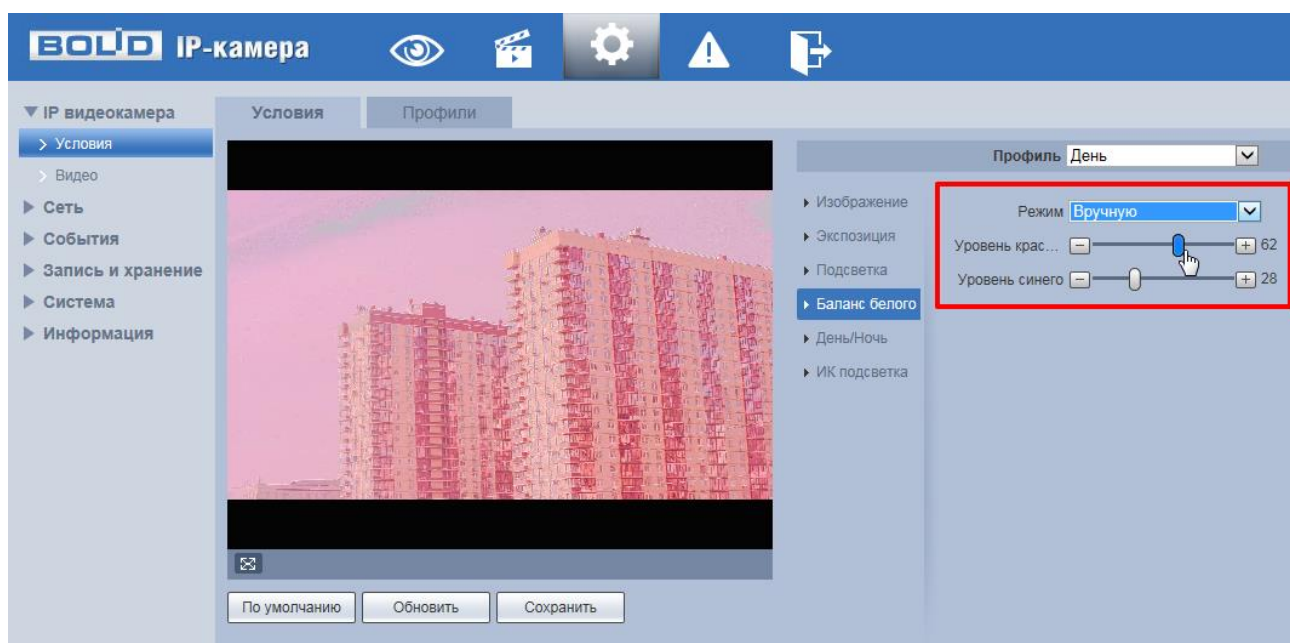 BOLID IP-камера
IP видеокамера
Условия
Видео
Сеть
События
Запись и хранение
Система
Информация
Условия Профили
Профиль День
Изображение
Экспозиция
Подсветка
Баланс белого
День/Ночь
ИК подсветка
Режим Вручную
Уровень крас... 62
Уровень синего 28
По умолчанию Обновить Сохранить